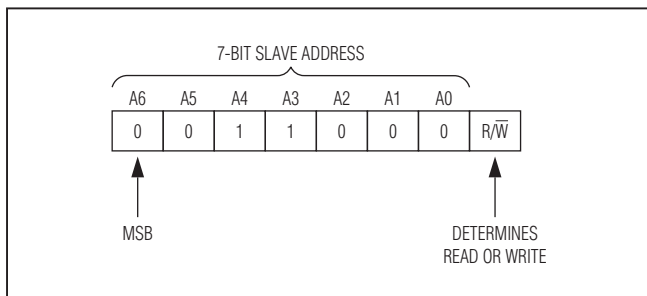 7-BIT SLAVE ADDRESS
A6 A5 A4 A3 A2 A1 A0
0 0 1 1 0 0 0 R/W̅
MSB
DETERMINES
READ OR WRITE